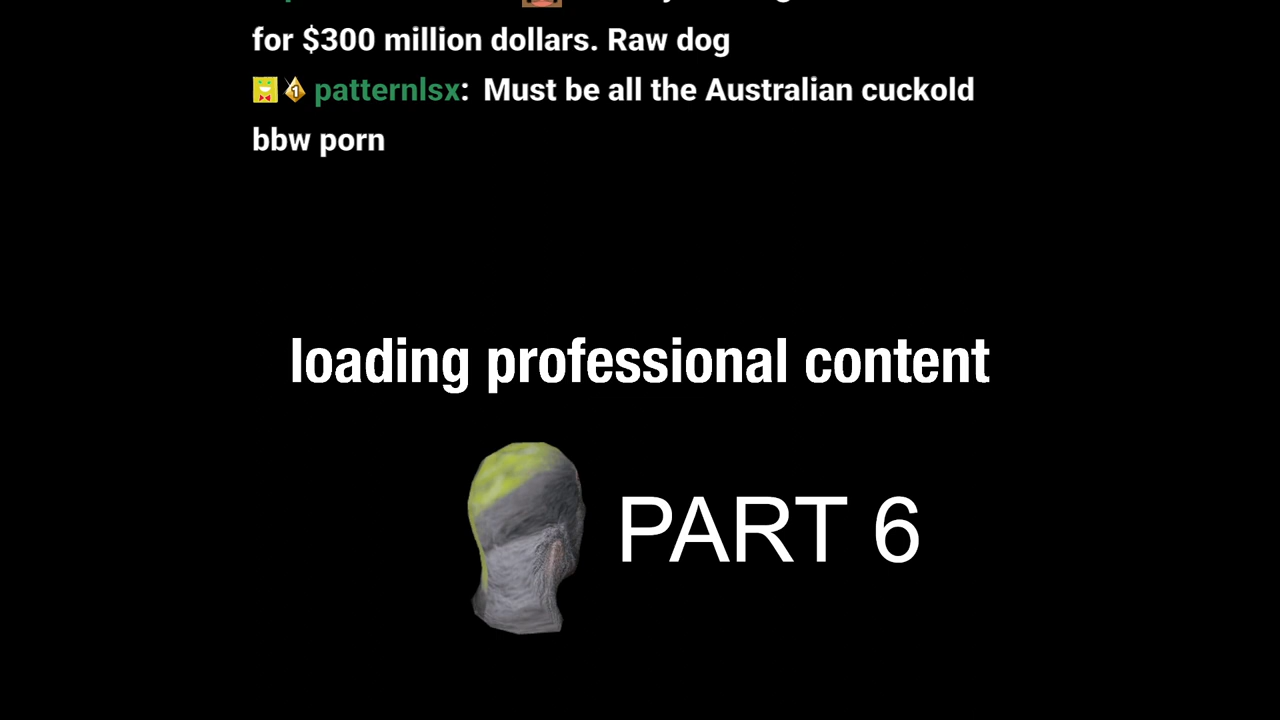 for $300 million dollars. Raw dog
patternlsx: Must be all the Australian cuckold
bbw porn
loading professional content
PART 6